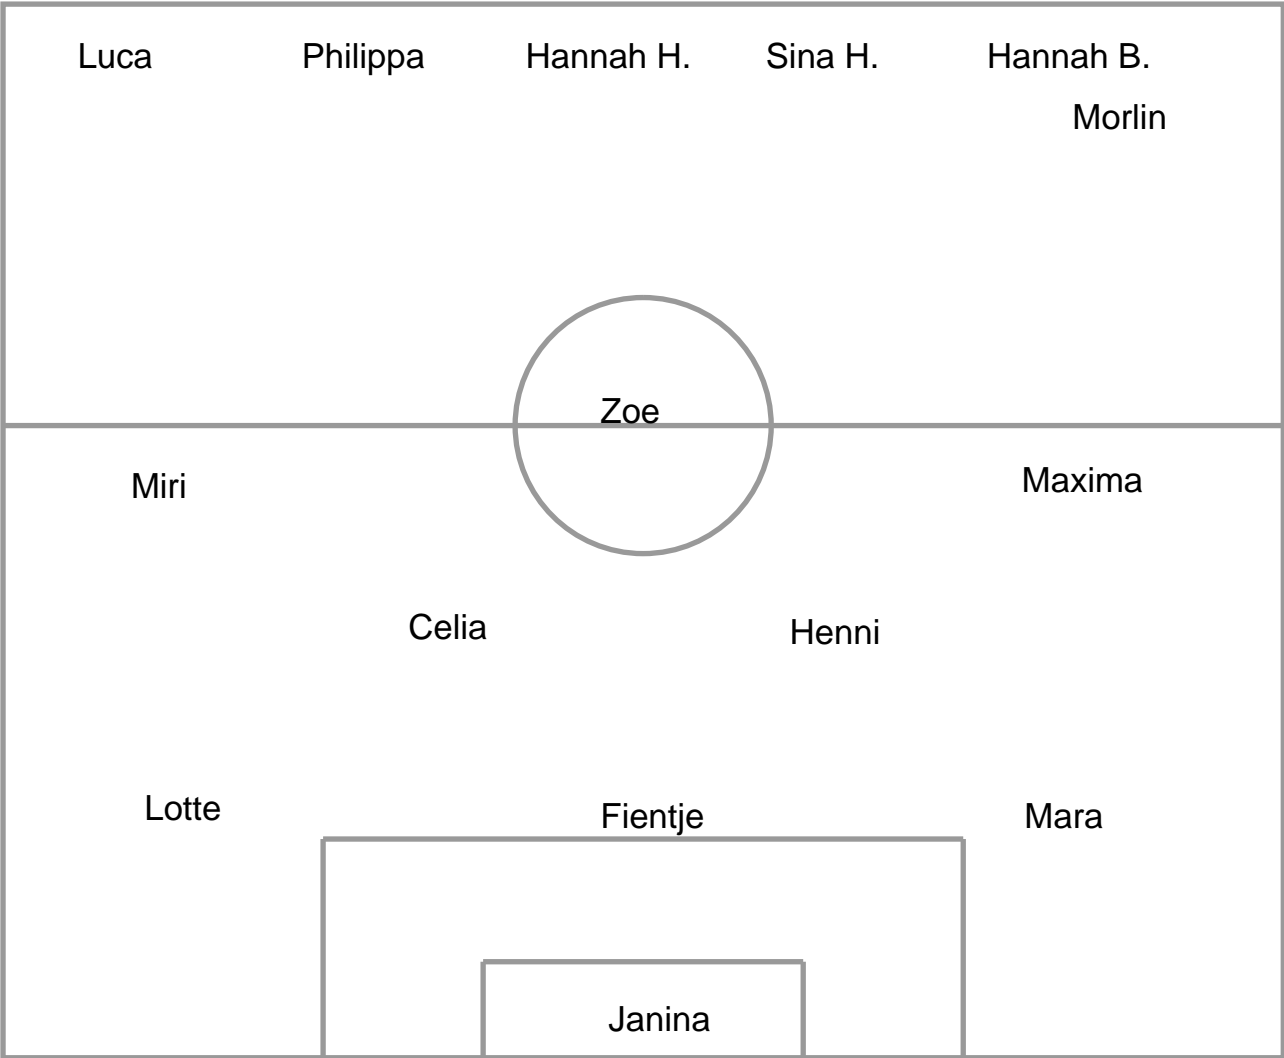 Luca Philippa Hannah H. Sina H. Hannah B.
Morlin
Zoe
Miri Maxima
Celia Henni
Lotte Fientje Mara
Janina